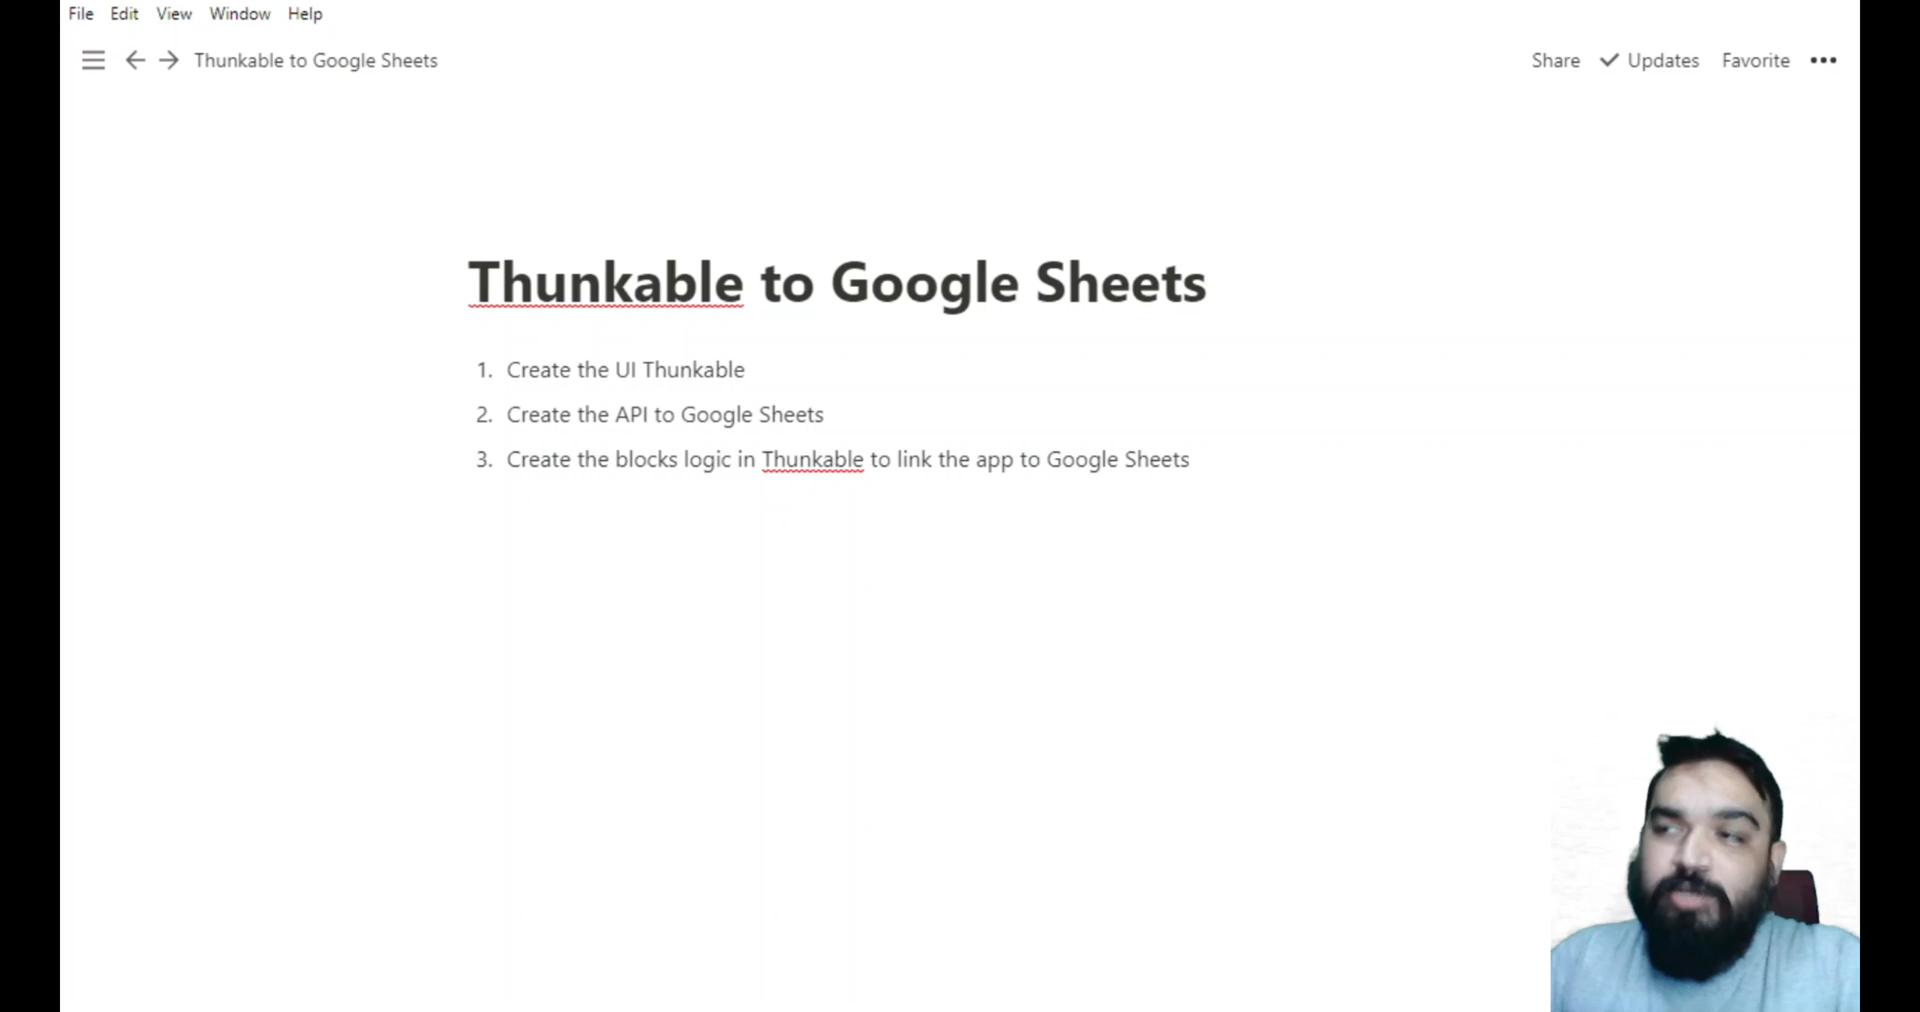 File Edit View Window Help
Thunkable to Google Sheets Share Updates Favorite
Thunkable to Google Sheets
1. Create the UI Thunkable
2. Create the API to Google Sheets
3. Create the blocks logic in Thunkable to link the app to Google Sheets